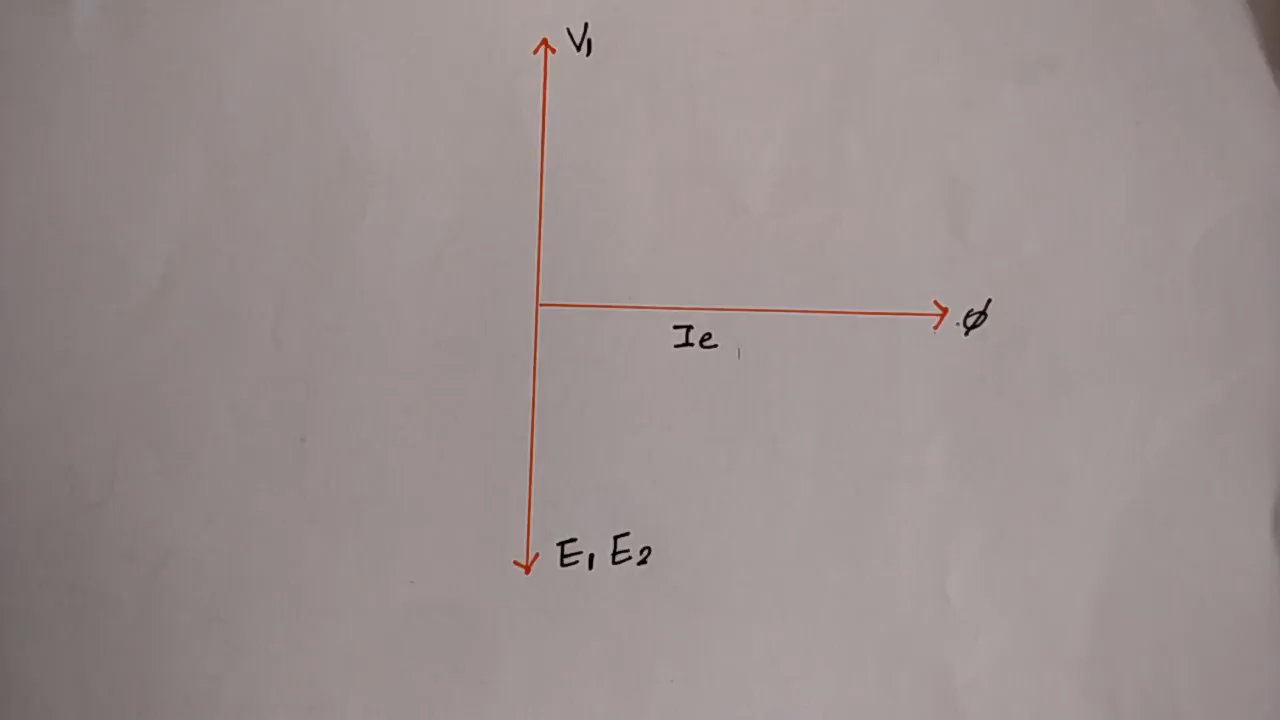 V₁
.φ
Ie
E₁ E₂